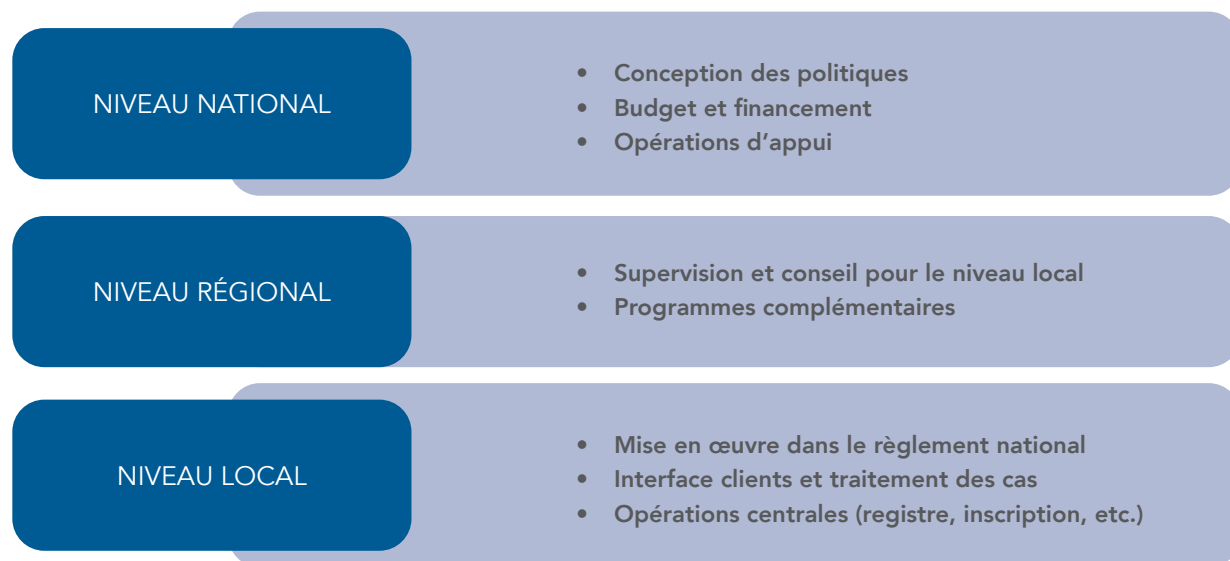 NIVEAU NATIONAL
• Conception des politiques
• Budget et financement
• Opérations d’appui
NIVEAU RÉGIONAL
• Supervision et conseil pour le niveau local
• Programmes complémentaires
NIVEAU LOCAL
• Mise en œuvre dans le règlement national
• Interface clients et traitement des cas
• Opérations centrales (registre, inscription, etc.)